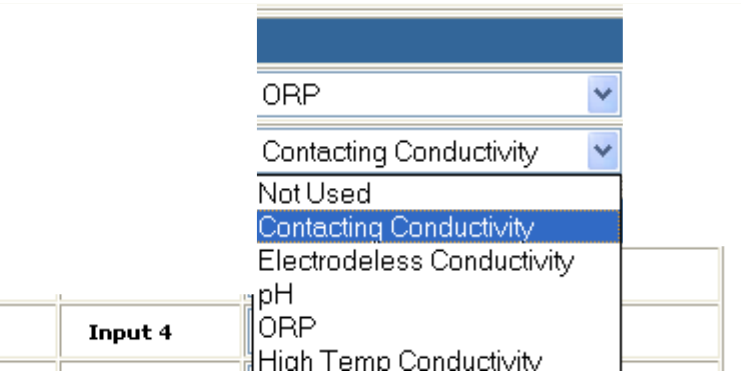 ORP
Contacting Conductivity
Not Used
Contacting Conductivity
Electrodeless Conductivity
pH
Input 4
ORP
High Temp Conductivity